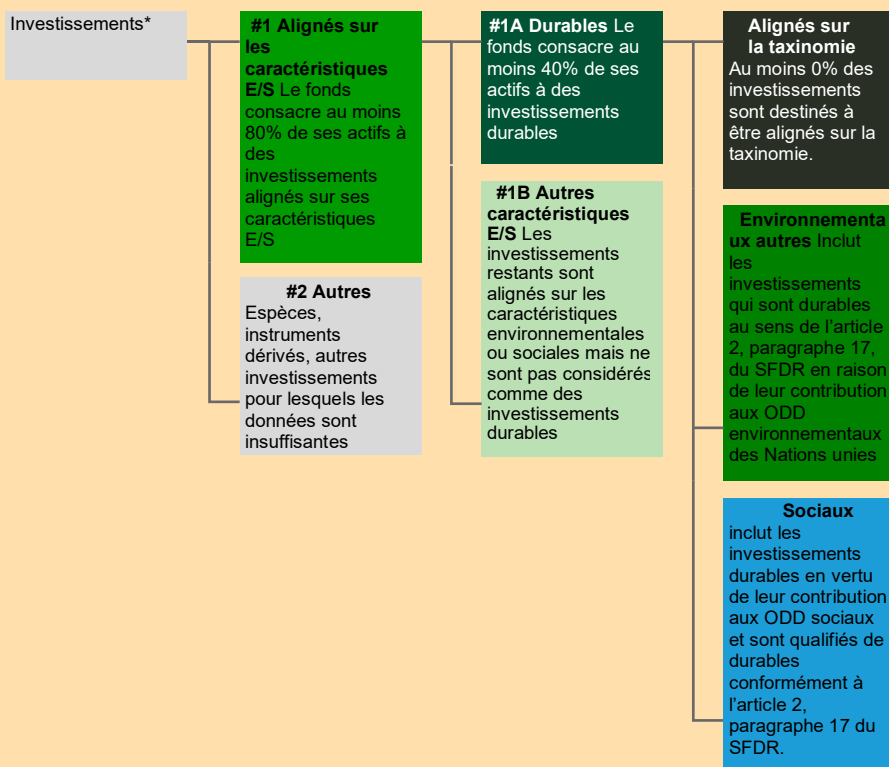 Investissements*
#1 Alignés sur
les
caractéristiques
E/S Le fonds
consacre au moins
80% de ses actifs à
des
investissements
alignés sur ses
caractéristiques
E/S
#2 Autres
Espèces,
instruments
dérivés, autres
investissements
pour lesquels les
données sont
insuffisantes
#1A Durables Le
fonds consacre au
moins 40% de ses
actifs à des
investissements
durables
#1B Autres
caractéristiques
E/S Les
investissements
restants sont
alignés sur les
caractéristiques
environnementales
ou sociales mais ne
sont pas considérés
comme des
investissements
durables
Alignés sur
la taxinomie
Au moins 0% des
investissements
sont destinés à
être alignés sur la
taxinomie.
Environnementa
ux autres Inclut
les
investissements
qui sont durables
au sens de l'article
2, paragraphe 17,
du SFDR en raison
de leur contribution
aux ODD
environnementaux
des Nations unies
Sociaux
inclut les
investissements
durables en vertu
de leur contribution
aux ODD sociaux
et sont qualifiés de
durables
conformément à
l'article 2,
paragraphe 17 du
SFDR.